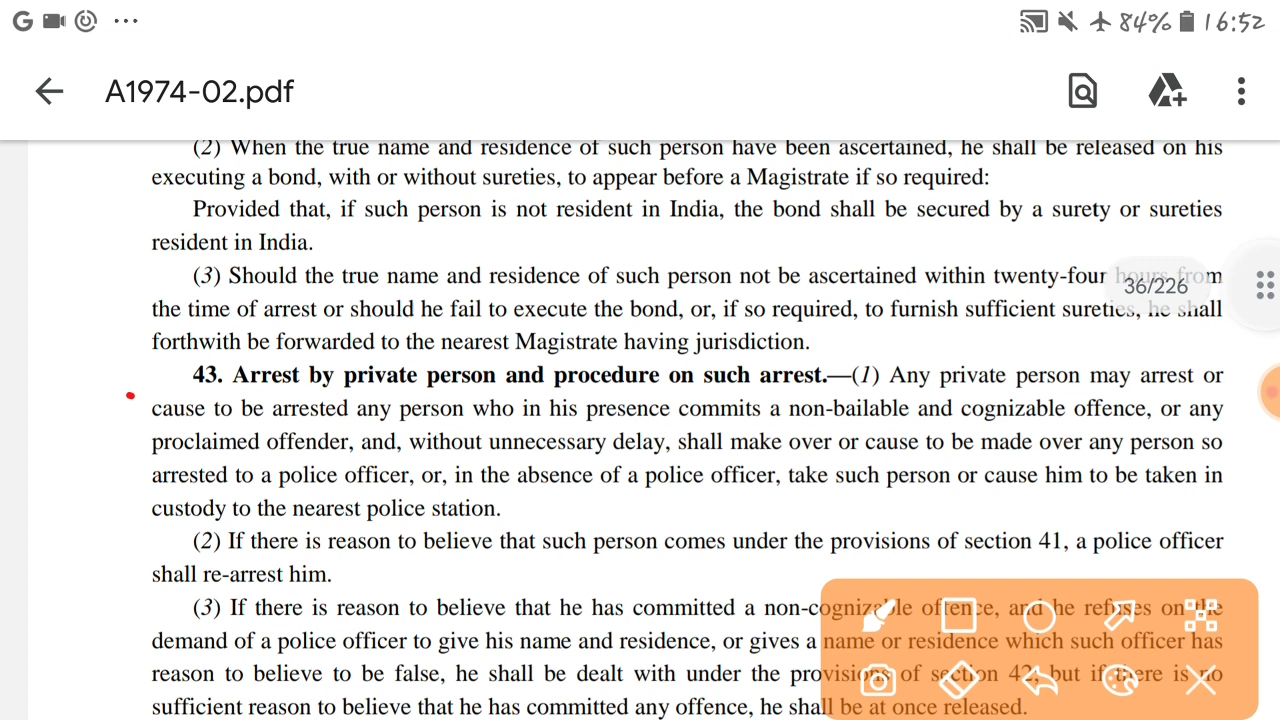 G ... 84% 16:52
A1974-02.pdf
(2) When the true name and residence of such person have been ascertained, he shall be released on his
executing a bond, with or without sureties, to appear before a Magistrate if so required:
Provided that, if such person is not resident in India, the bond shall be secured by a surety or sureties
resident in India.
(3) Should the true name and residence of such person not be ascertained within twenty-four hours from
36/226
the time of arrest or should he fail to execute the bond, or, if so required, to furnish sufficient sureties, he shall
forthwith be forwarded to the nearest Magistrate having jurisdiction.
43. Arrest by private person and procedure on such arrest.—(1) Any private person may arrest or
cause to be arrested any person who in his presence commits a non-bailable and cognizable offence, or any
proclaimed offender, and, without unnecessary delay, shall make over or cause to be made over any person so
arrested to a police officer, or, in the absence of a police officer, take such person or cause him to be taken in
custody to the nearest police station.
(2) If there is reason to believe that such person comes under the provisions of section 41, a police officer
shall re-arrest him.
(3) If there is reason to believe that he has committed a non-cognizable offence, and he refuses on the
demand of a police officer to give his name and residence, or gives a name or residence which such officer has
reason to believe to be false, he shall be dealt with under the provisions of section 42; but if there is no
sufficient reason to believe that he has committed any offence, he shall be at once released.